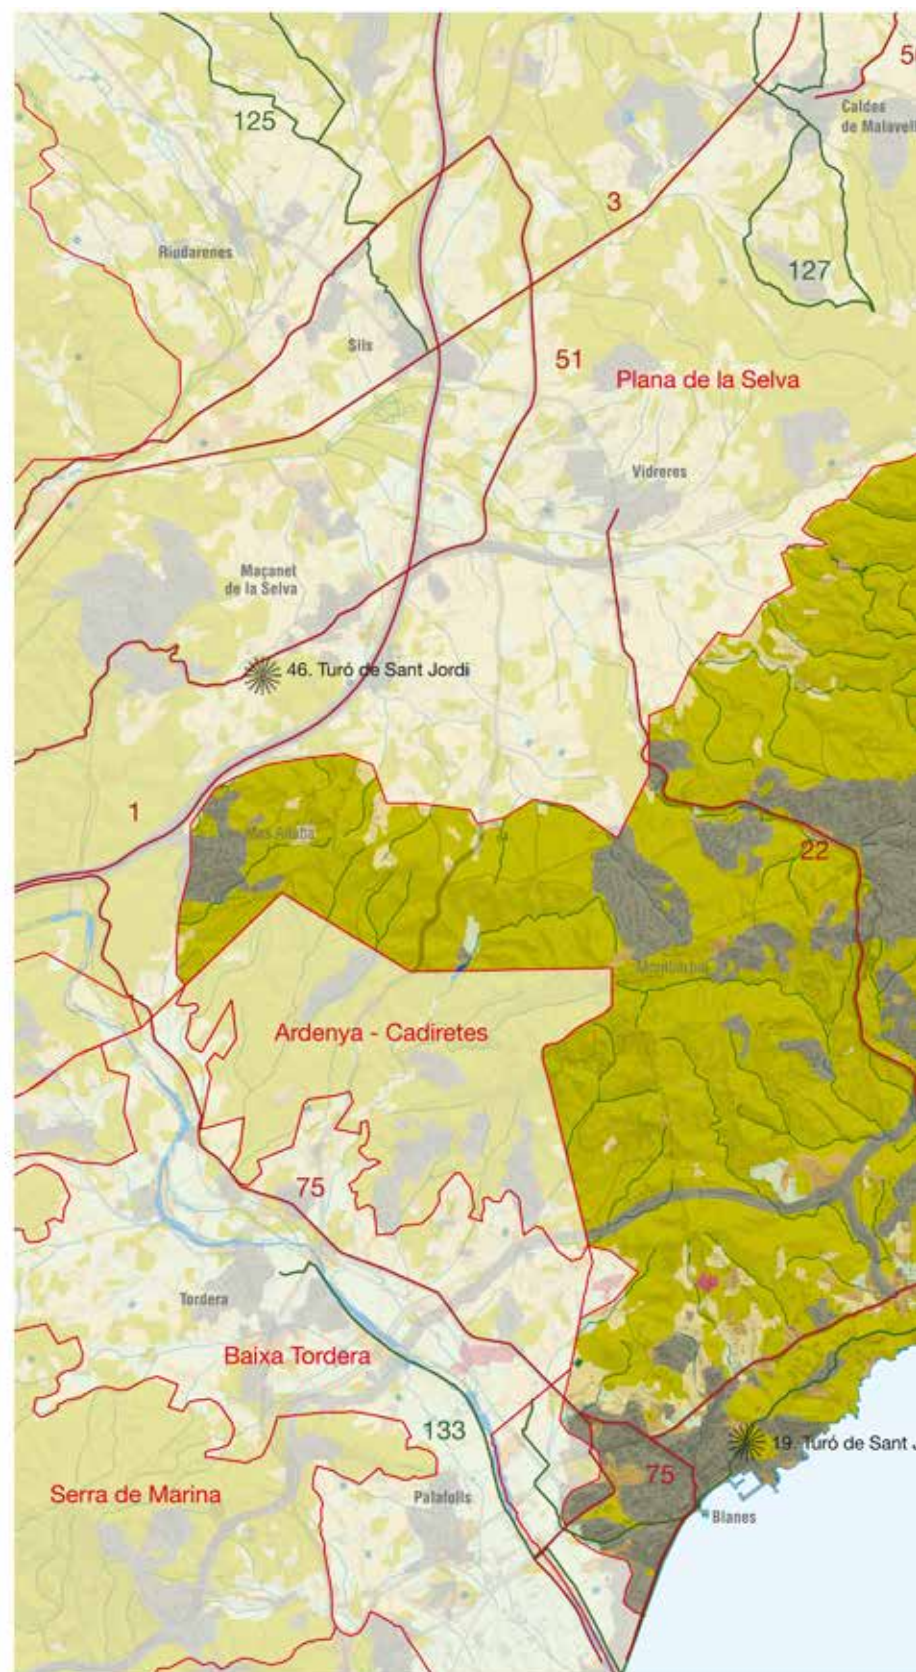 50
Caldes
de Malavell
125
3
Riudarenes
127
Sils
51
Plana de la Selva
Vidreres
Maçanet
de la Selva
46. Turó de Sant Jordi
1
22
Ardenya - Cadiretes
75
Tordera
Baixa Tordera
133
19. Turó de Sant J
Serra de Marina
75
Palafolls
Blanes